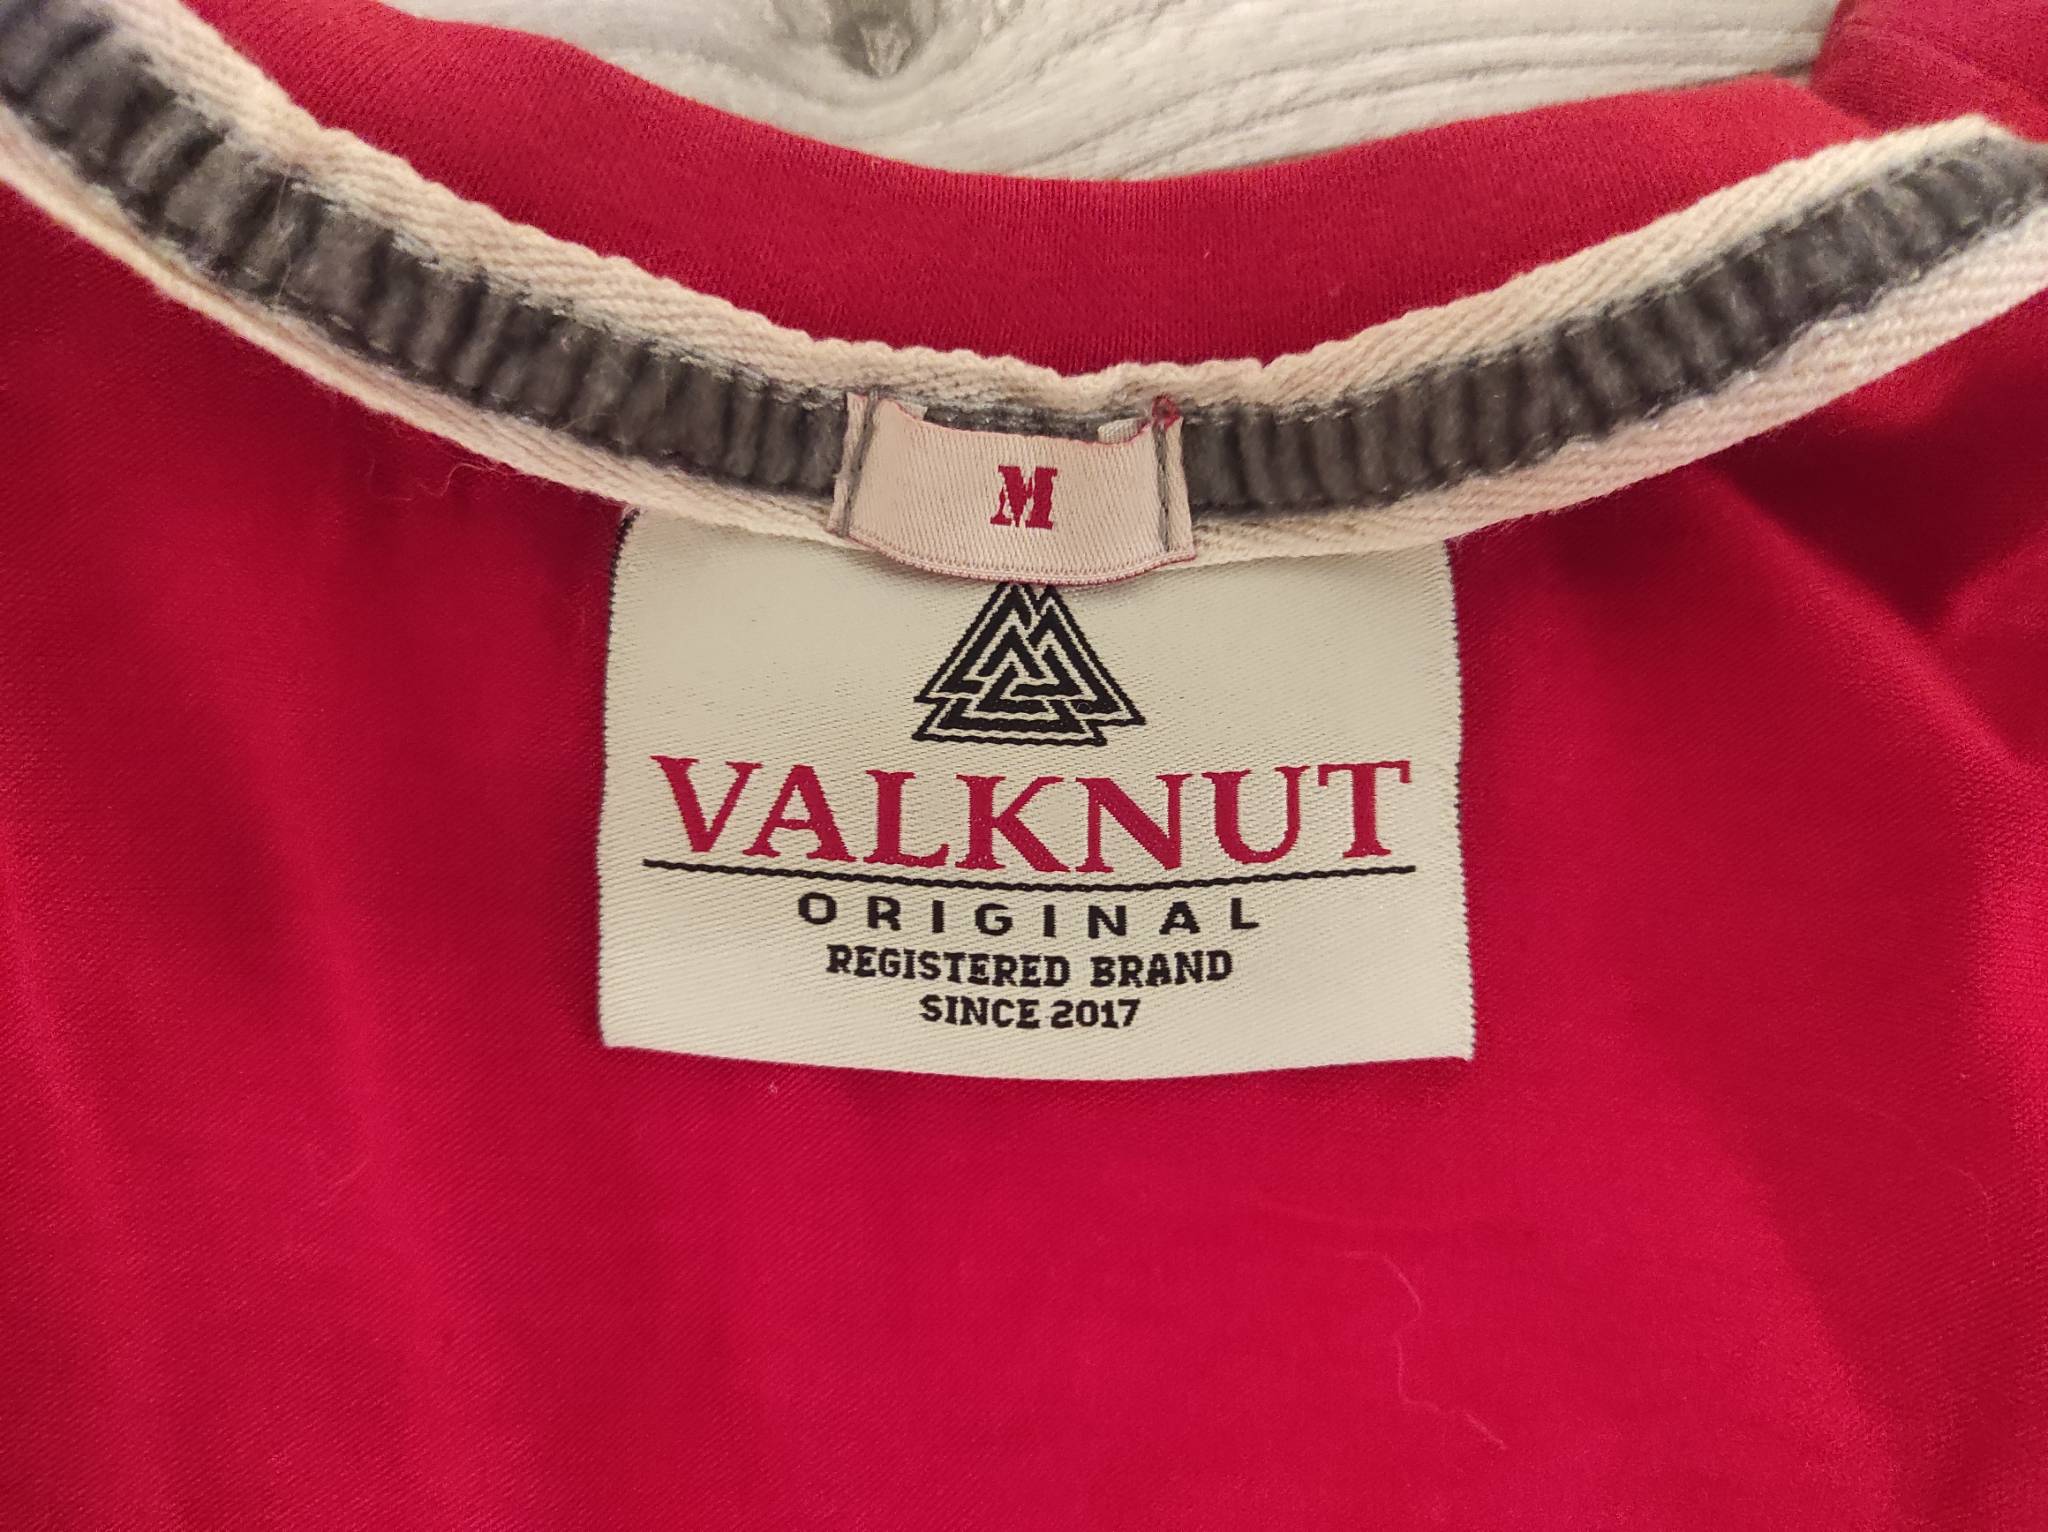 M
VALKNUT
ORIGINAL
REGISTERED BRAND
SINCE 2017